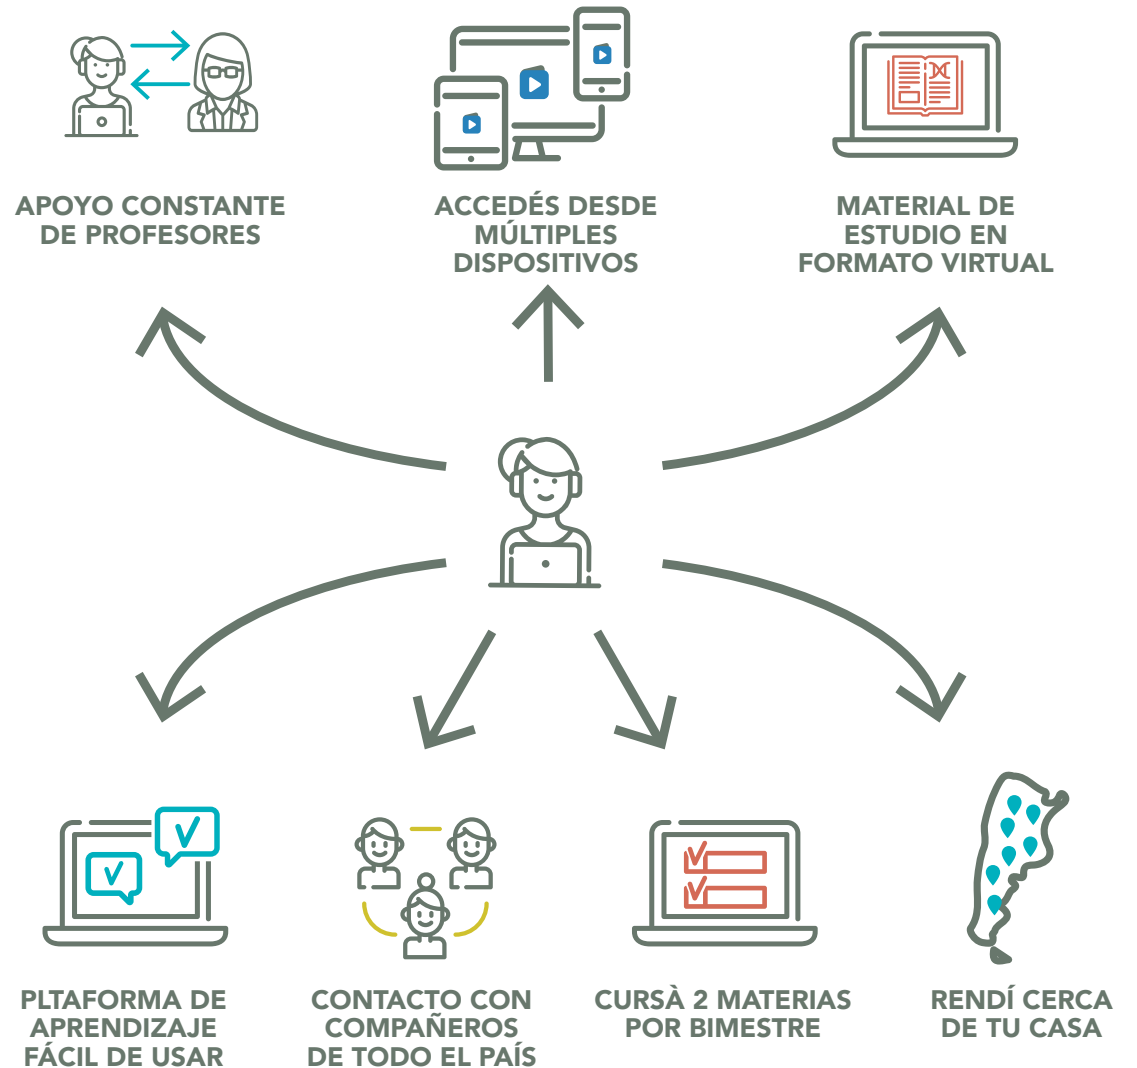 APOYO CONSTANTE
DE PROFESORES
ACCEDÉS DESDE
MÚLTIPLES
DISPOSITIVOS
MATERIAL DE
ESTUDIO EN
FORMATO VIRTUAL
PLTAFORMA DE
APRENDIZAJE
FÁCIL DE USAR
CONTACTO CON
COMPAÑEROS
DE TODO EL PAÍS
CURSÀ 2 MATERIAS
POR BIMESTRE
RENDÍ CERCA
DE TU CASA